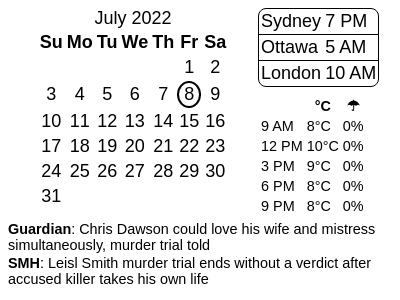 July 2022
Su Mo Tu We Th Fr Sa
1 2
3 4 5 6 7 8 9
10 11 12 13 14 15 16
17 18 19 20 21 22 23
24 25 26 27 28 29 30
31
Sydney 7 PM
Ottawa 5 AM
London 10 AM
°C ☂
9 AM 8°C 0%
12 PM 10°C 0%
3 PM 9°C 0%
6 PM 8°C 0%
9 PM 8°C 0%
Guardian: Chris Dawson could love his wife and mistress
simultaneously, murder trial told
SMH: Leisl Smith murder trial ends without a verdict after
accused killer takes his own life